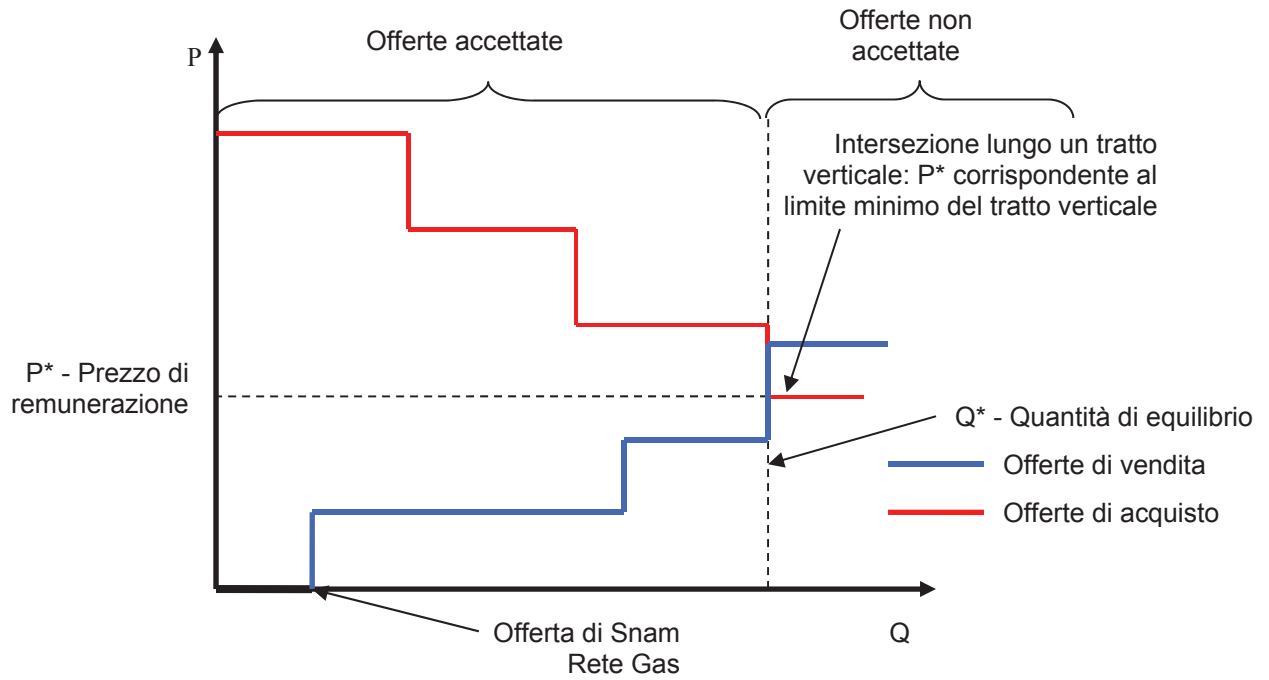 Offerte accettate
Offerte non
accettate
P
Intersezione lungo un tratto
verticale: P* corrispondente al
limite minimo del tratto verticale
P* - Prezzo di
remunerazione
Q* - Quantità di equilibrio
Offerte di vendita
Offerte di acquisto
Offerta di Snam
Rete Gas
Q